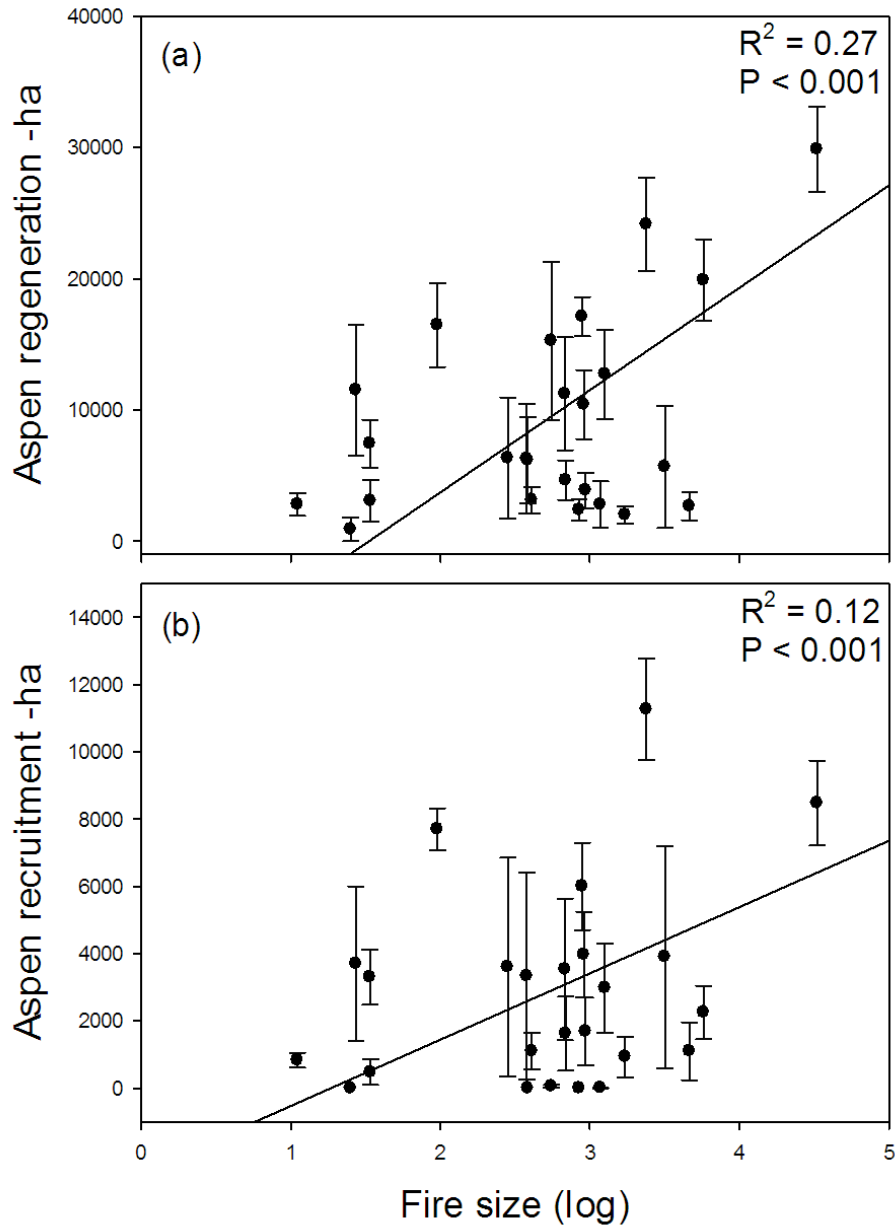 40000
(a)
R² = 0.27
P < 0.001
30000
20000
10000
0
Aspen regeneration -ha
(b)
R² = 0.12
P < 0.001
14000
12000
10000
8000
6000
4000
2000
0
Aspen recruitment -ha
0 1 2 3 4 5
Fire size (log)